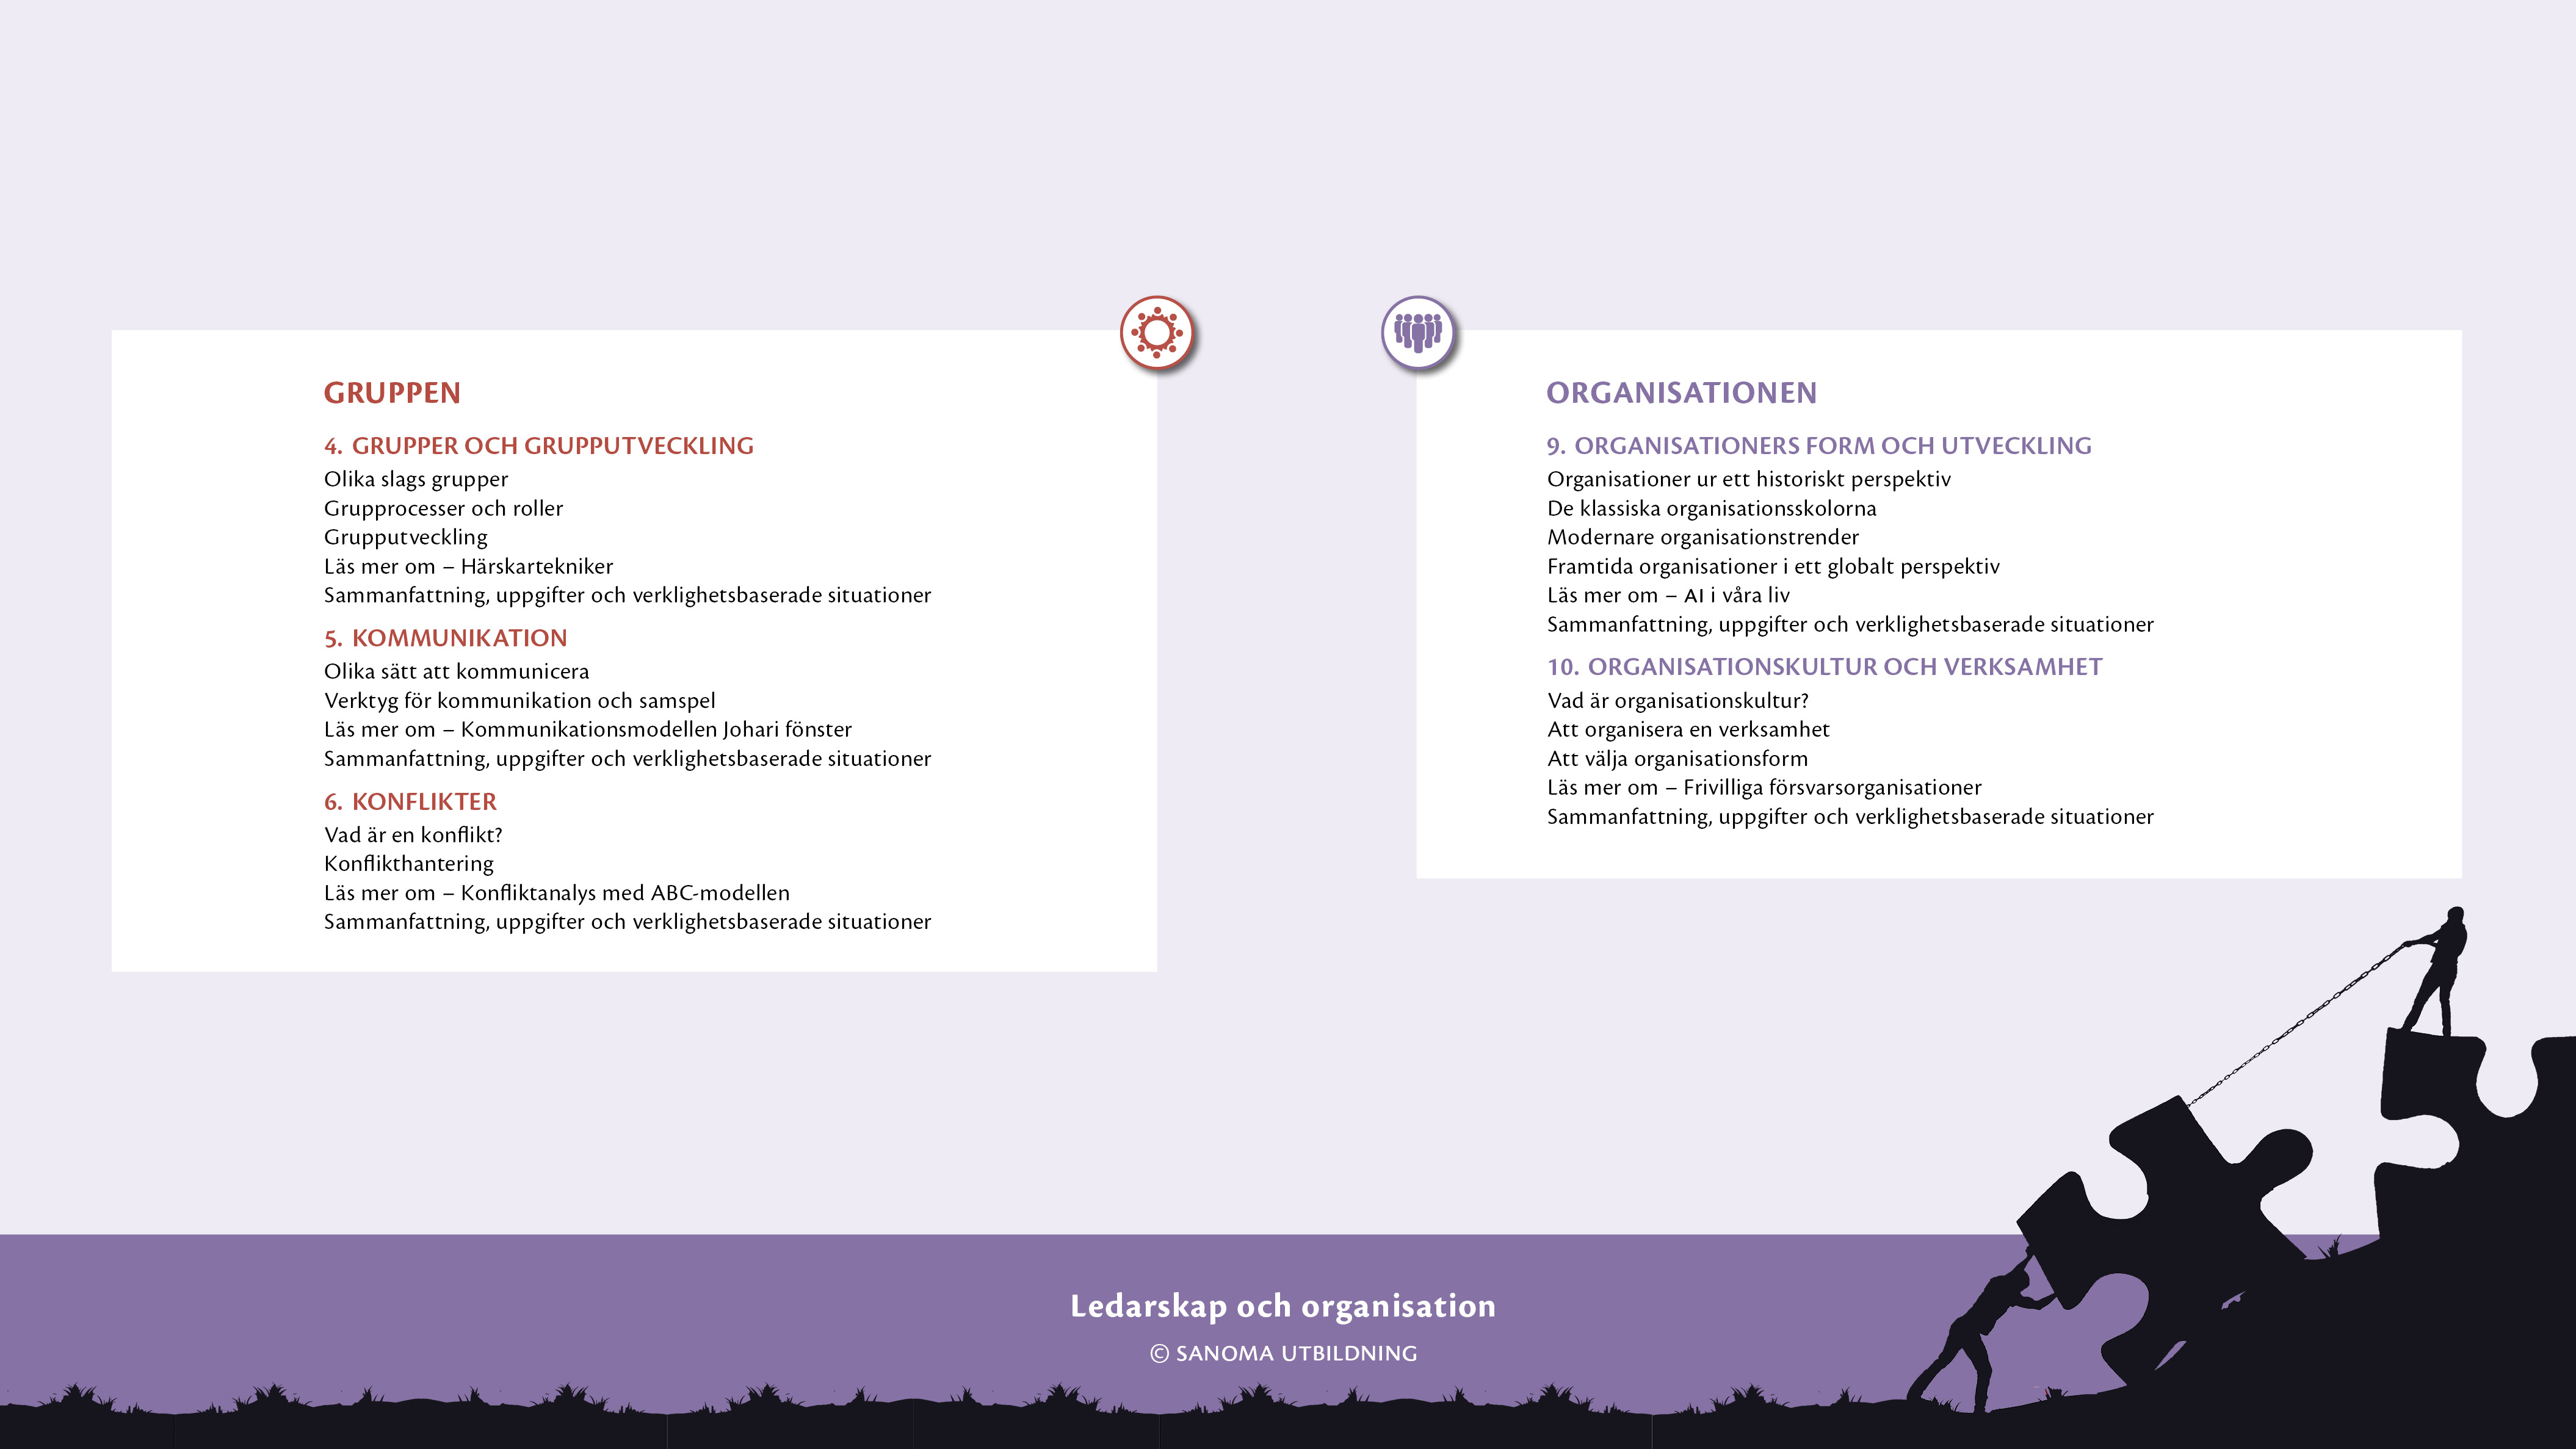 GRUPPEN
4. GRUPPER OCH GRUPPUTVECKLING
Olika slags grupper
Grupprocesser och roller
Grupputveckling
Läs mer om – Härskartekniker
Sammanfattning, uppgifter och verklighetsbaserade situationer
5. KOMMUNIKATION
Olika sätt att kommunicera
Verktyg för kommunikation och samspel
Läs mer om – Kommunikationsmodellen Johari fönster
Sammanfattning, uppgifter och verklighetsbaserade situationer
6. KONFLIKTER
Vad är en konflikt?
Konflikthantering
Läs mer om – Konfliktanalys med ABC-modellen
Sammanfattning, uppgifter och verklighetsbaserade situationer
ORGANISATIONEN
9. ORGANISATIONERS FORM OCH UTVECKLING
Organisationer ur ett historiskt perspektiv
De klassiska organisationsskolorna
Modernare organisationstrender
Framtida organisationer i ett globalt perspektiv
Läs mer om – AI i våra liv
Sammanfattning, uppgifter och verklighetsbaserade situationer
10. ORGANISATIONSKULTUR OCH VERKSAMHET
Vad är organisationskultur?
Att organisera en verksamhet
Att välja organisationsform
Läs mer om – Frivilliga försvarsorganisationer
Sammanfattning, uppgifter och verklighetsbaserade situationer
Ledarskap och organisation
© SANOMA UTBILDNING